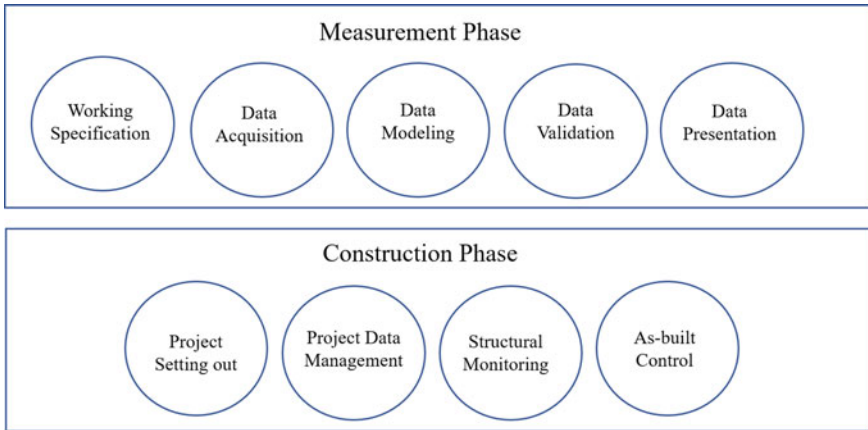 Measurement Phase
Working
Specification
Data
Acquisition
Data
Modeling
Data
Validation
Data
Presentation
Construction Phase
Project
Setting out
Project Data
Management
Structural
Monitoring
As-built
Control